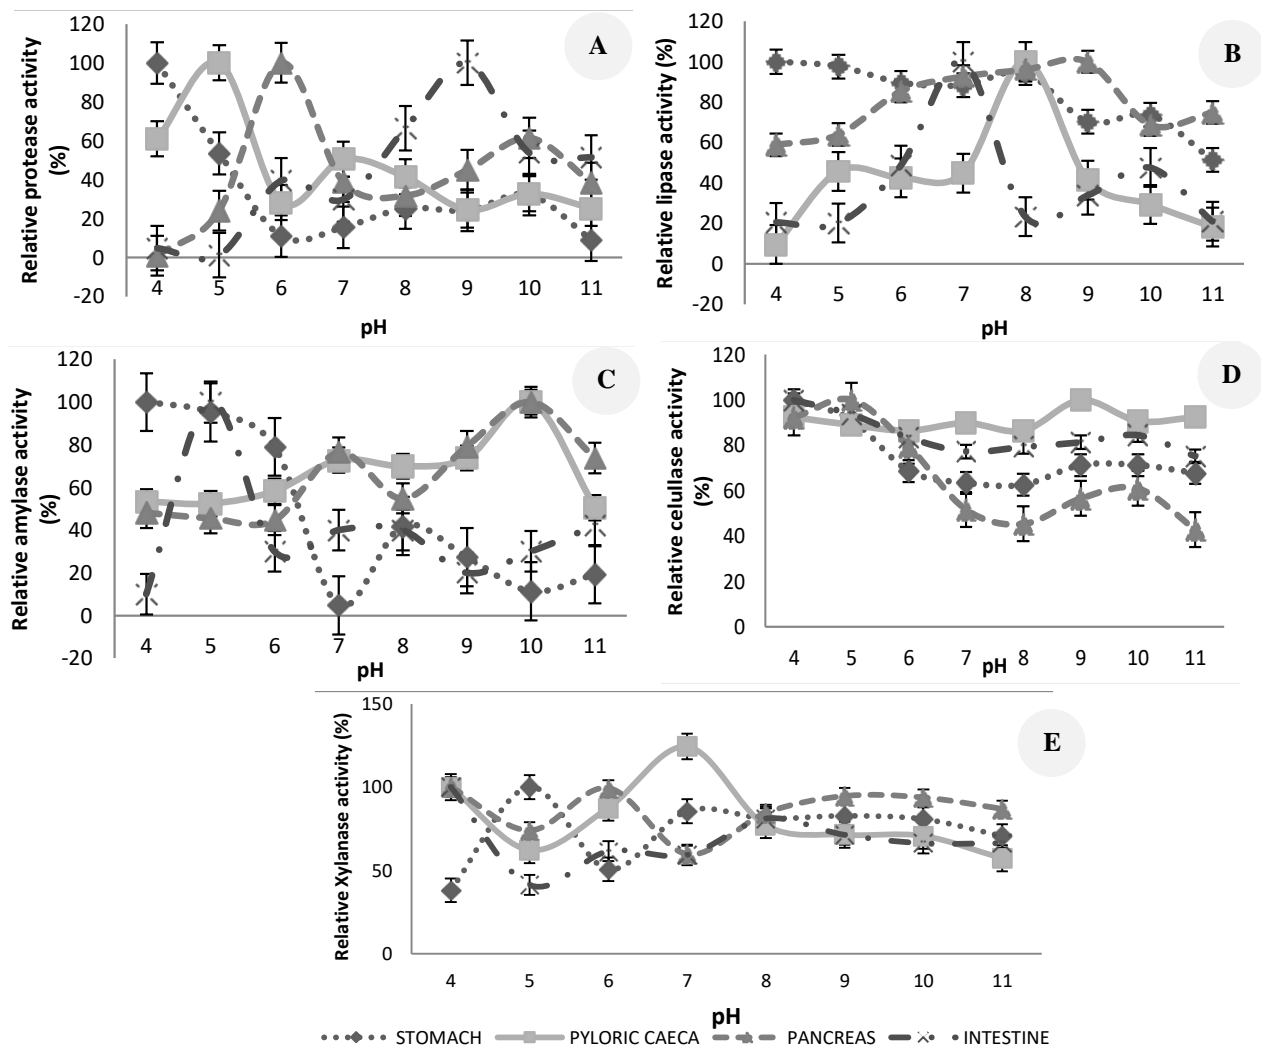 A
Relative protease activity
(%)
120
100
80
60
40
20
0
-20
4 5 6 7 8 9 10 11
pH
B
Relative lipase activity (%)
120
100
80
60
40
20
0
-20
4 5 6 7 8 9 10 11
pH
C
Relative amylase activity
(%)
120
100
80
60
40
20
0
-20
4 5 6 7 8 9 10 11
pH
D
Relative celullase activity
(%)
120
100
80
60
40
20
0
4 5 6 7 8 9 10 11
pH
E
Relative Xylanase activity (%)
150
100
50
0
4 5 6 7 8 9 10 11
pH
STOMACH PYLORIC CAECA PANCREAS INTESTINE